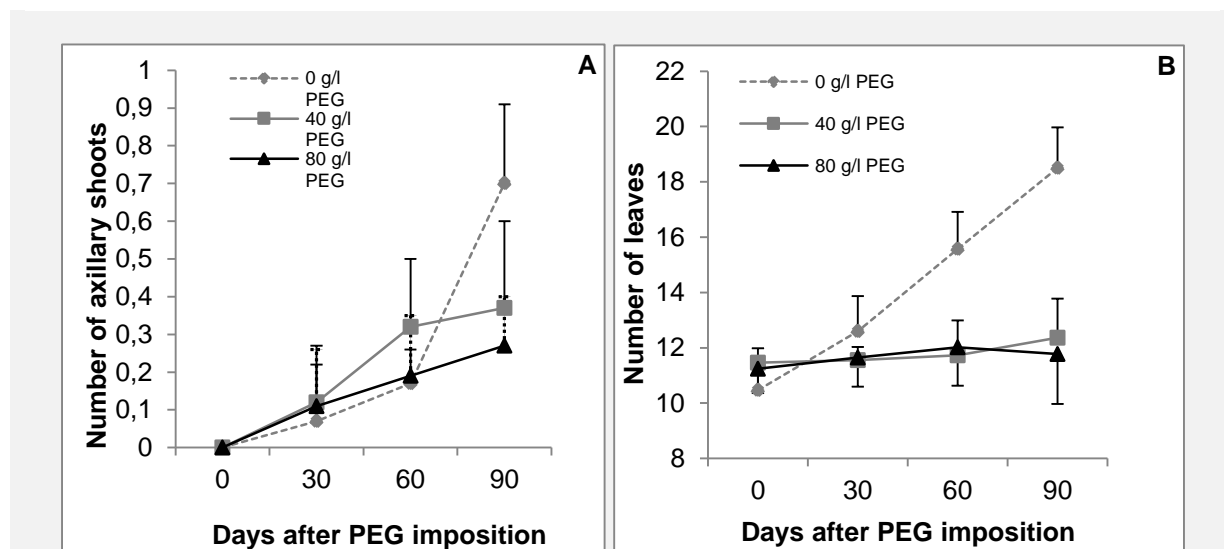 A
1
0,9
0,8
0,7
0,6
0,5
0,4
0,3
0,2
0,1
0
Number of axillary shoots
0 g/l
PEG
40 g/l
PEG
80 g/l
PEG
0 30 60 90
Days after PEG imposition
B
22
20
18
16
14
12
10
8
Number of leaves
0 g/l PEG
40 g/l PEG
80 g/l PEG
0 30 60 90
Days after PEG imposition